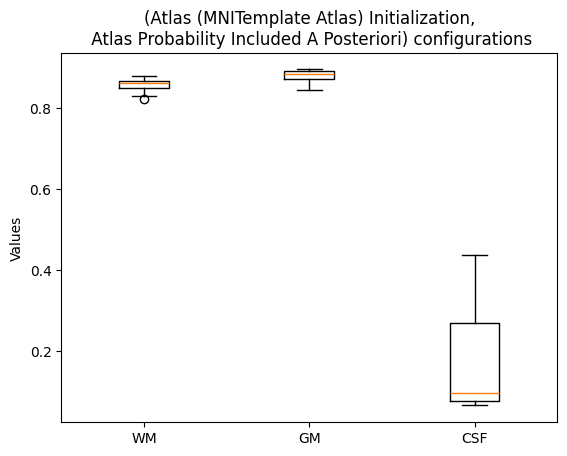 (Atlas (MNITemplate Atlas) Initialization,
Atlas Probability Included A Posteriori) configurations
Values
0.8
0.6
0.4
0.2
WM GM CSF